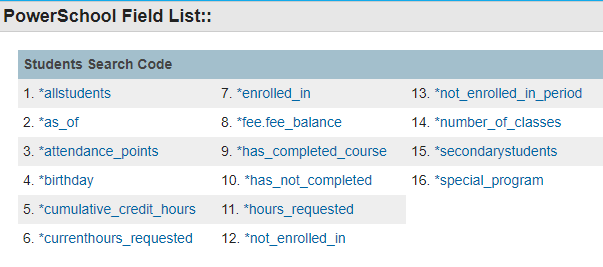 PowerSchool Field List::
Students Search Code
1. *allstudents
2. *as_of
3. *attendance_points
4. *birthday
5. *cumulative_credit_hours
6. *currenthours_requested
7. *enrolled_in
8. *fee.fee_balance
9. *has_completed_course
10. *has_not_completed
11. *hours_requested
12. *not_enrolled_in
13. *not_enrolled_in_period
14. *number_of_classes
15. *secondarystudents
16. *special_program